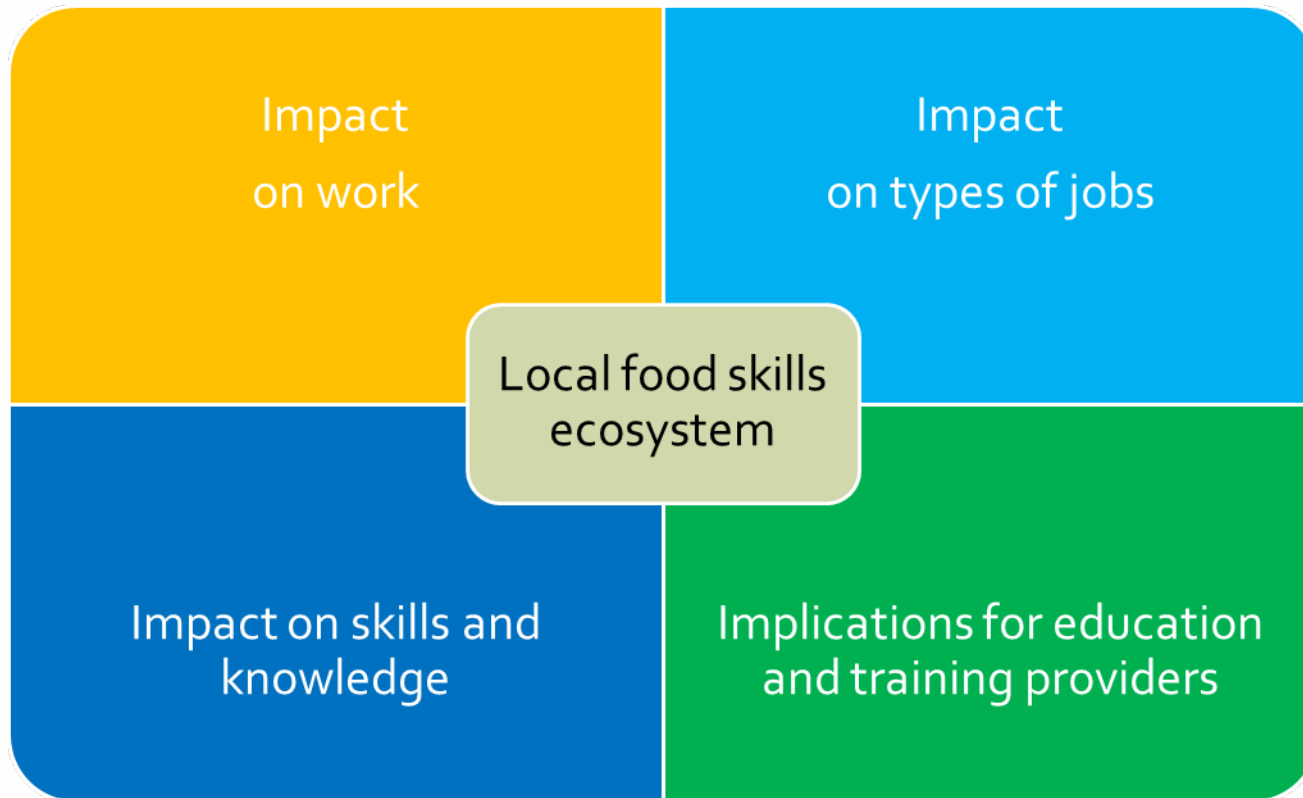 Impact
on work
Impact
on types of jobs
Local food skills
ecosystem
Impact on skills and
knowledge
Implications for education
and training providers